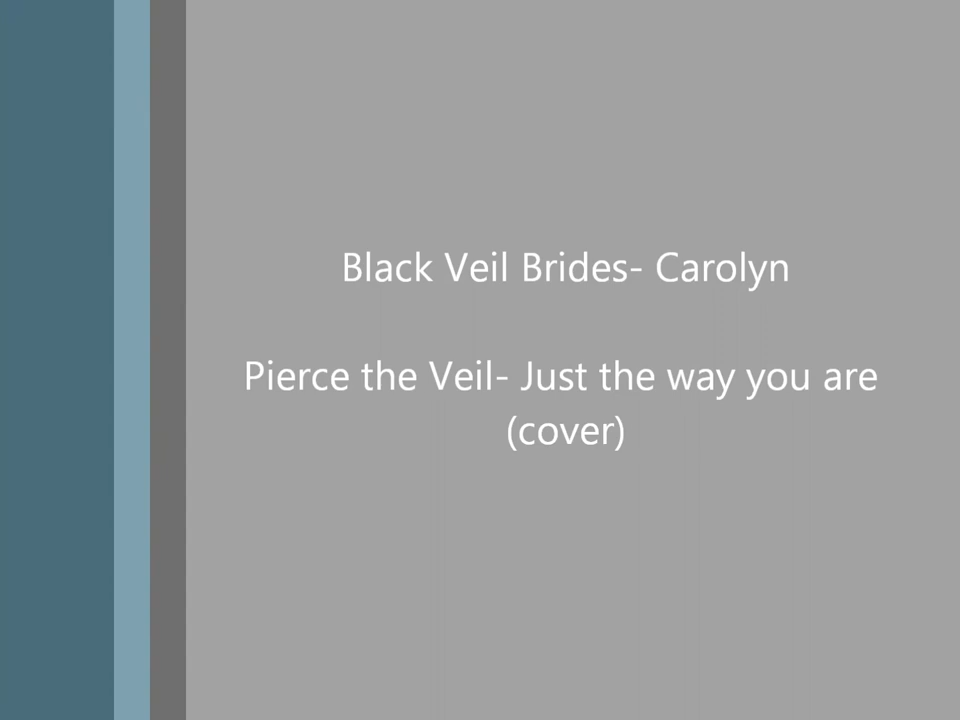 Black Veil Brides- Carolyn
Pierce the Veil- Just the way you are
(cover)